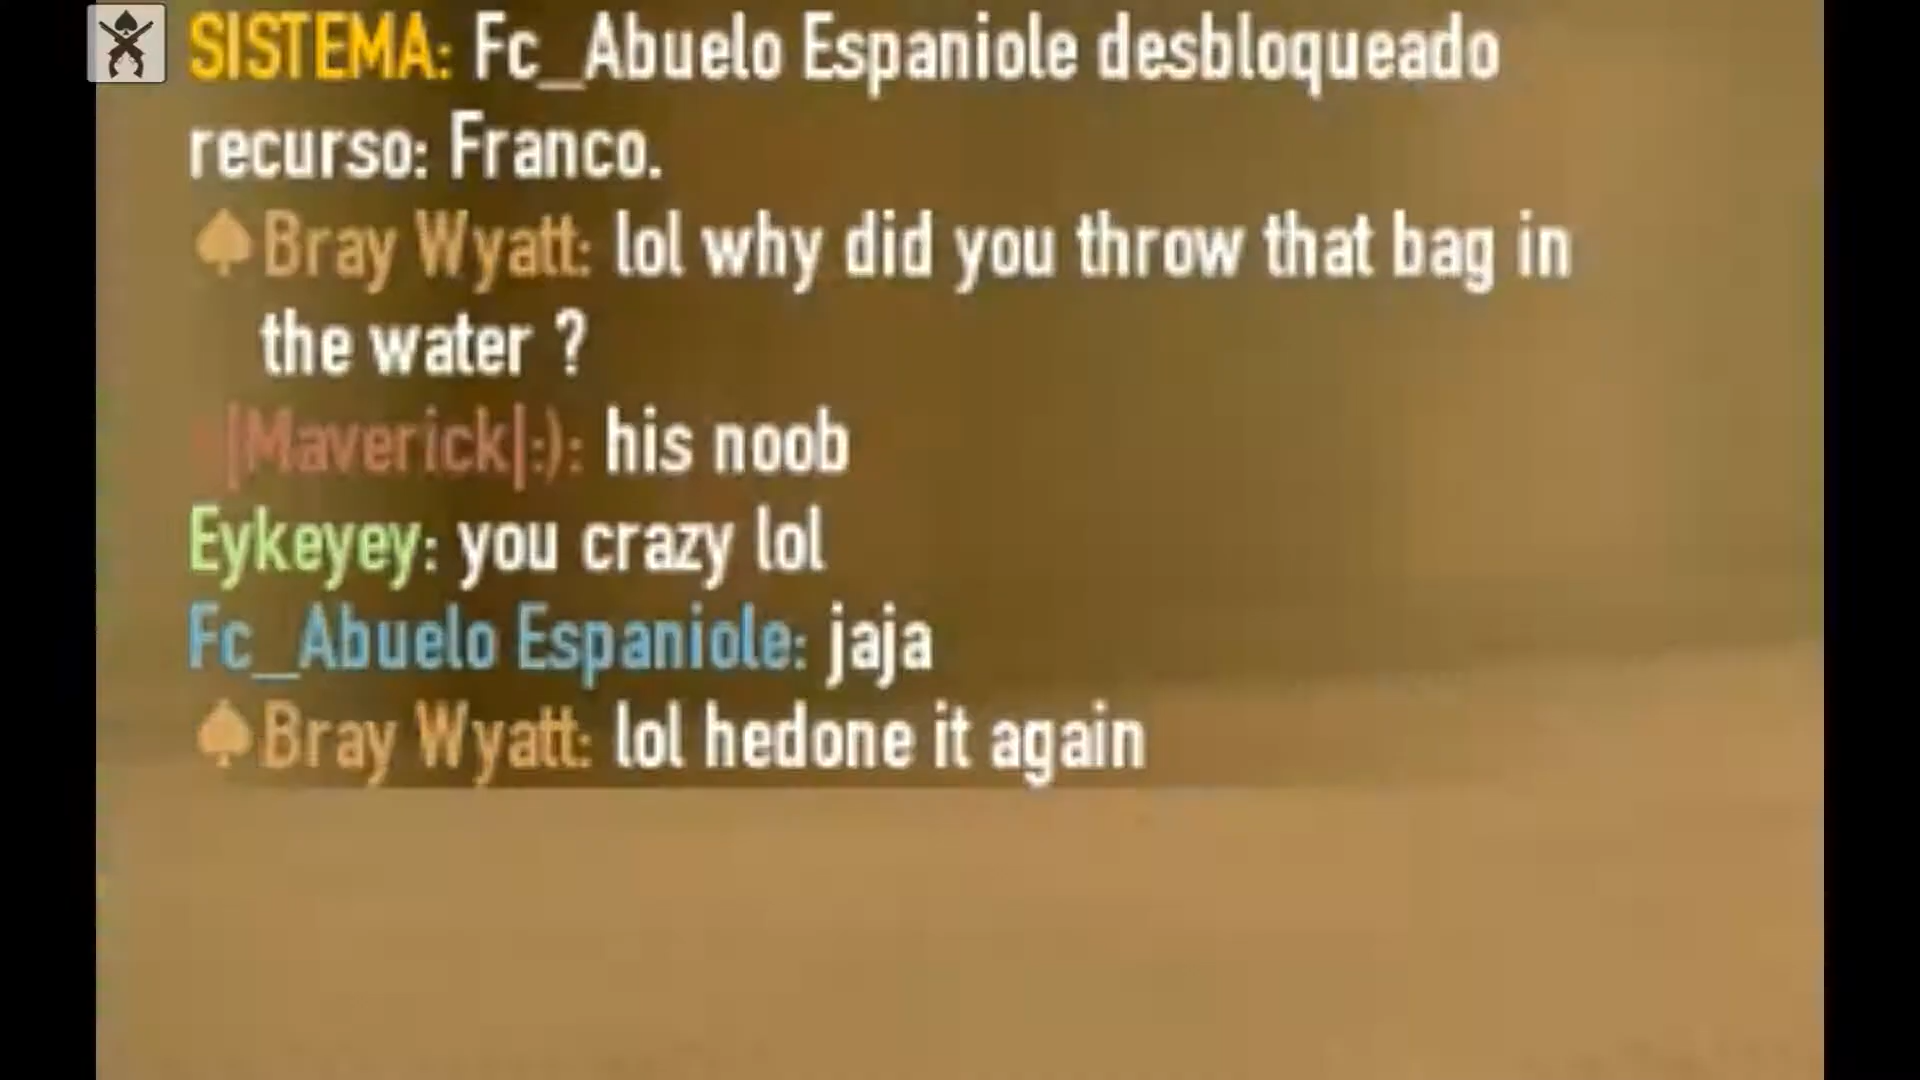 SISTEMA: Fc_Abuelo Espaniole desbloqueado
recurso: Franco.
♠Bray Wyatt: lol why did you throw that bag in
the water ?
|Maverick|:): his noob
Eykeyey: you crazy lol
Fc_Abuelo Espaniole: jaja
♠Bray Wyatt: lol hedone it again